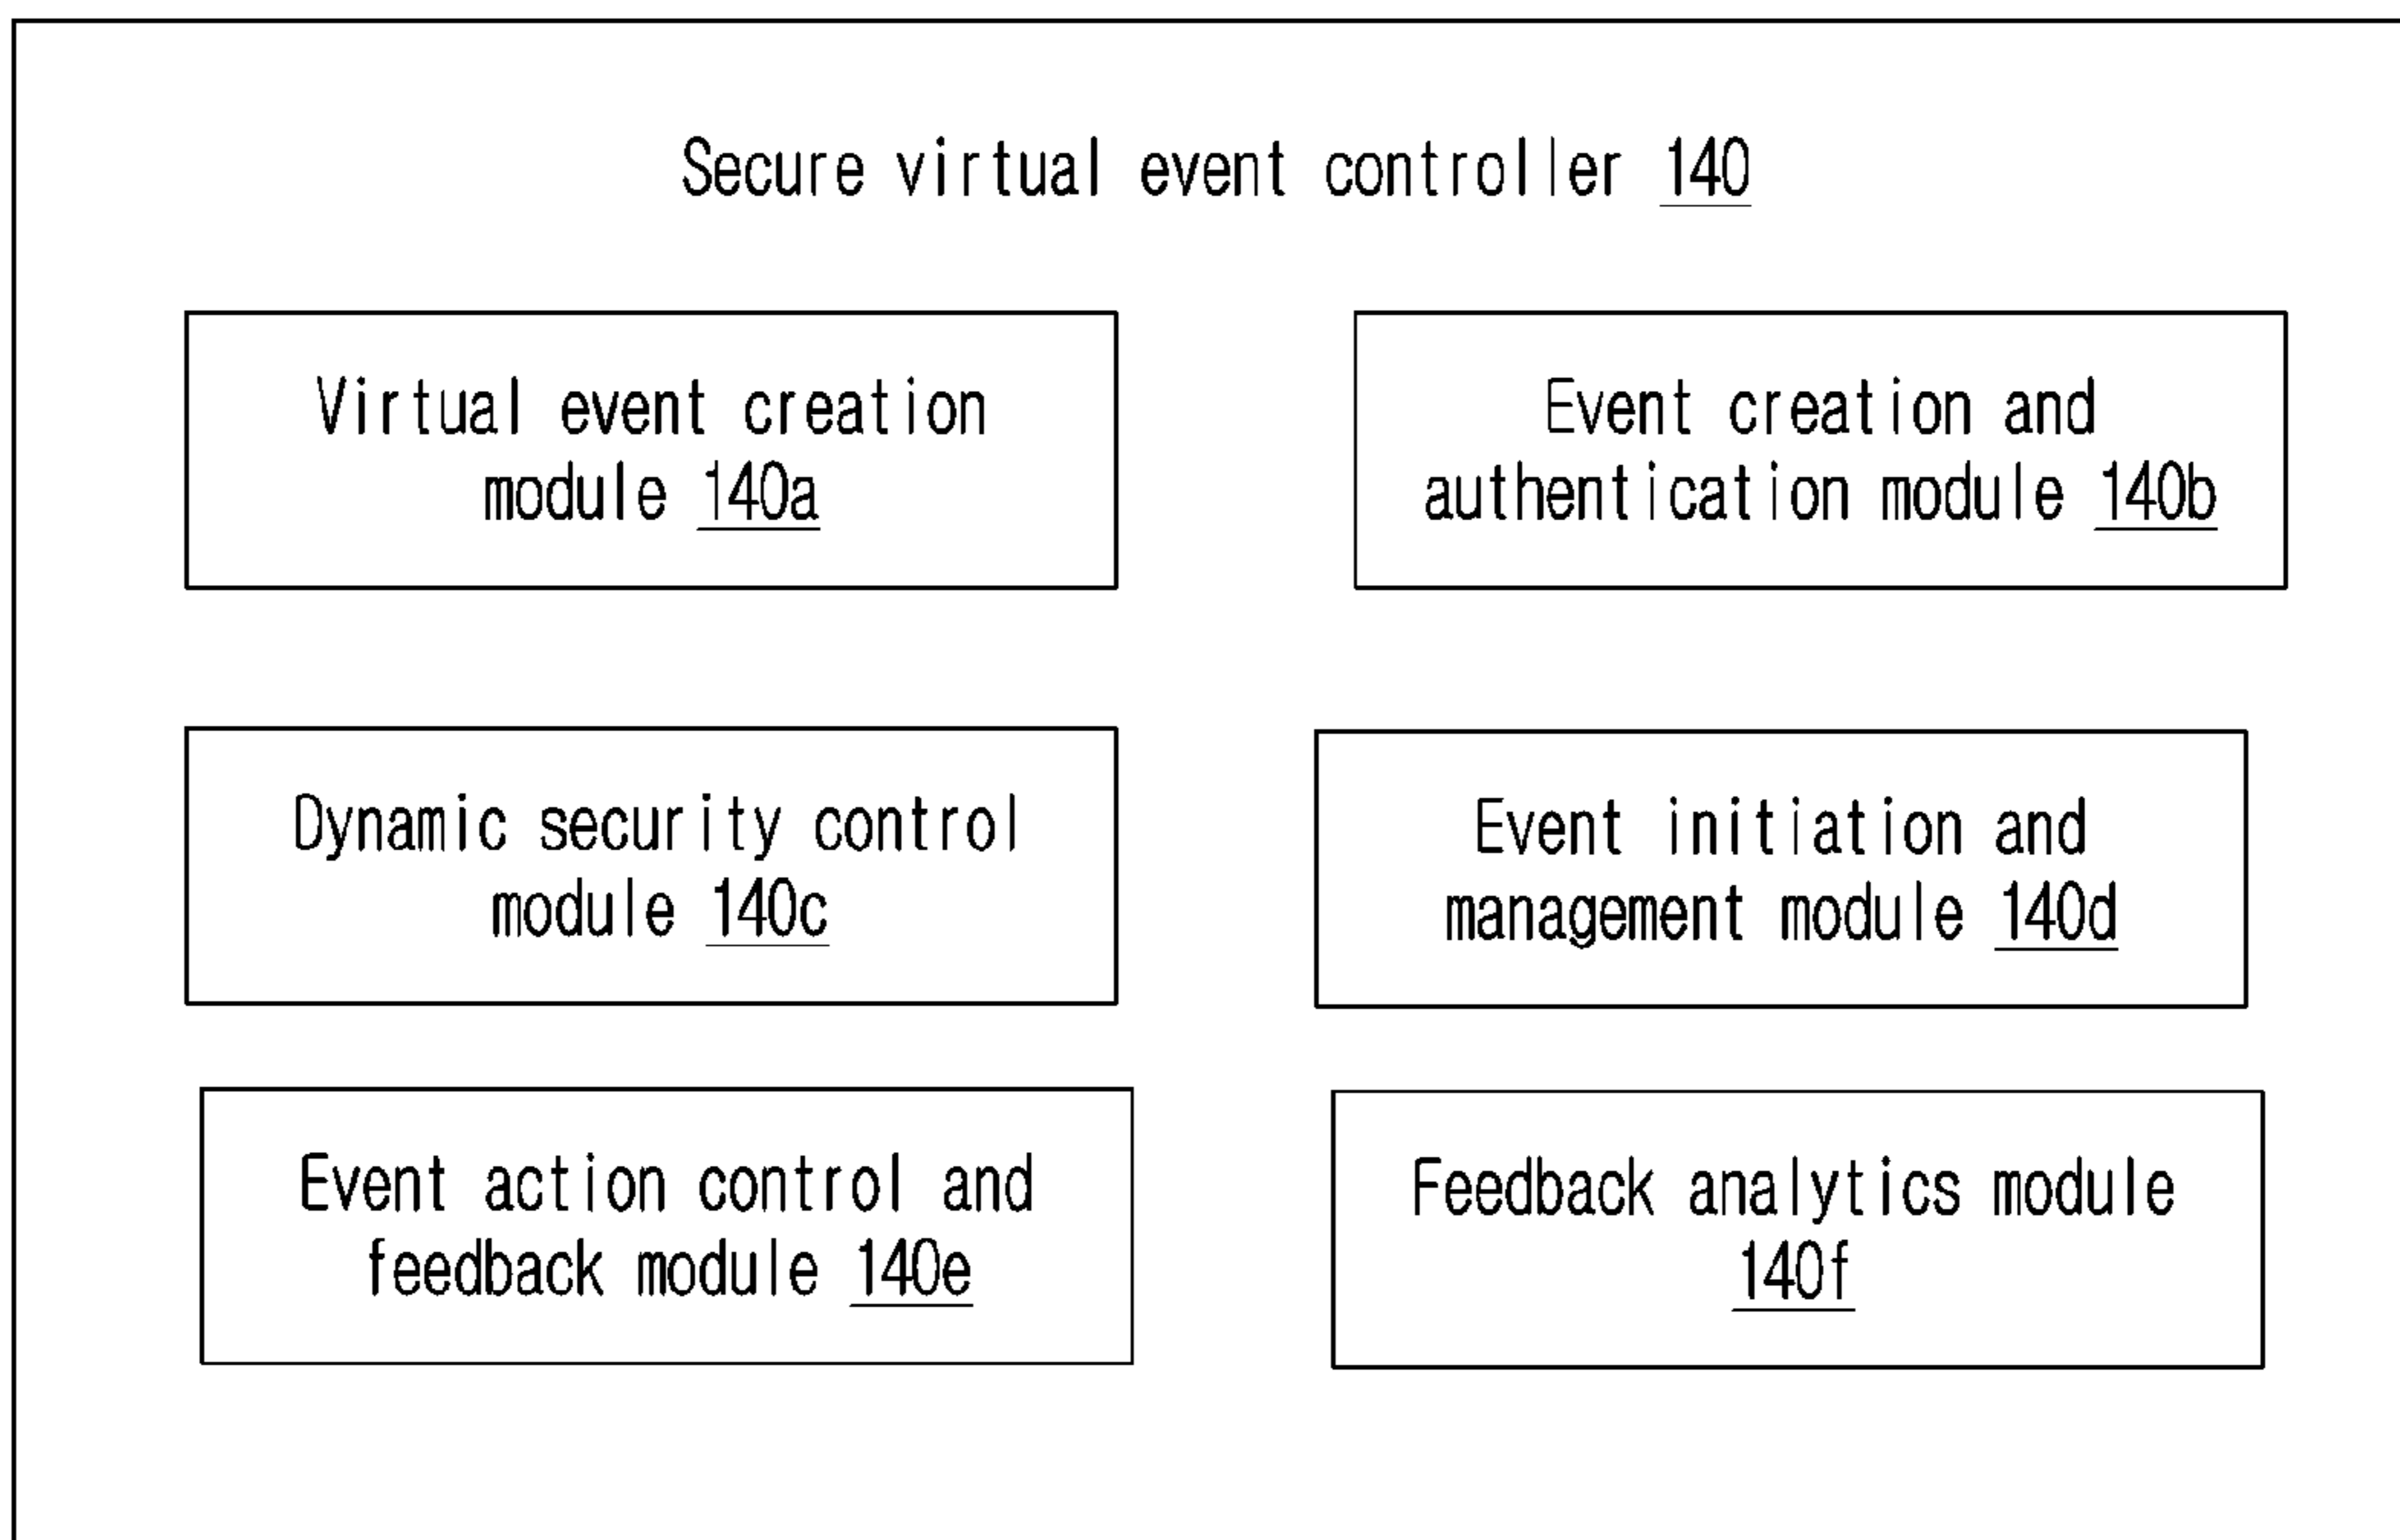 Secure virtual event controller 140
Virtual event creation
module 140a
Event creation and
authentication module 140b
Dynamic security control
module 140c
Event initiation and
management module 140d
Event action control and
feedback module 140e
Feedback analytics module
140f